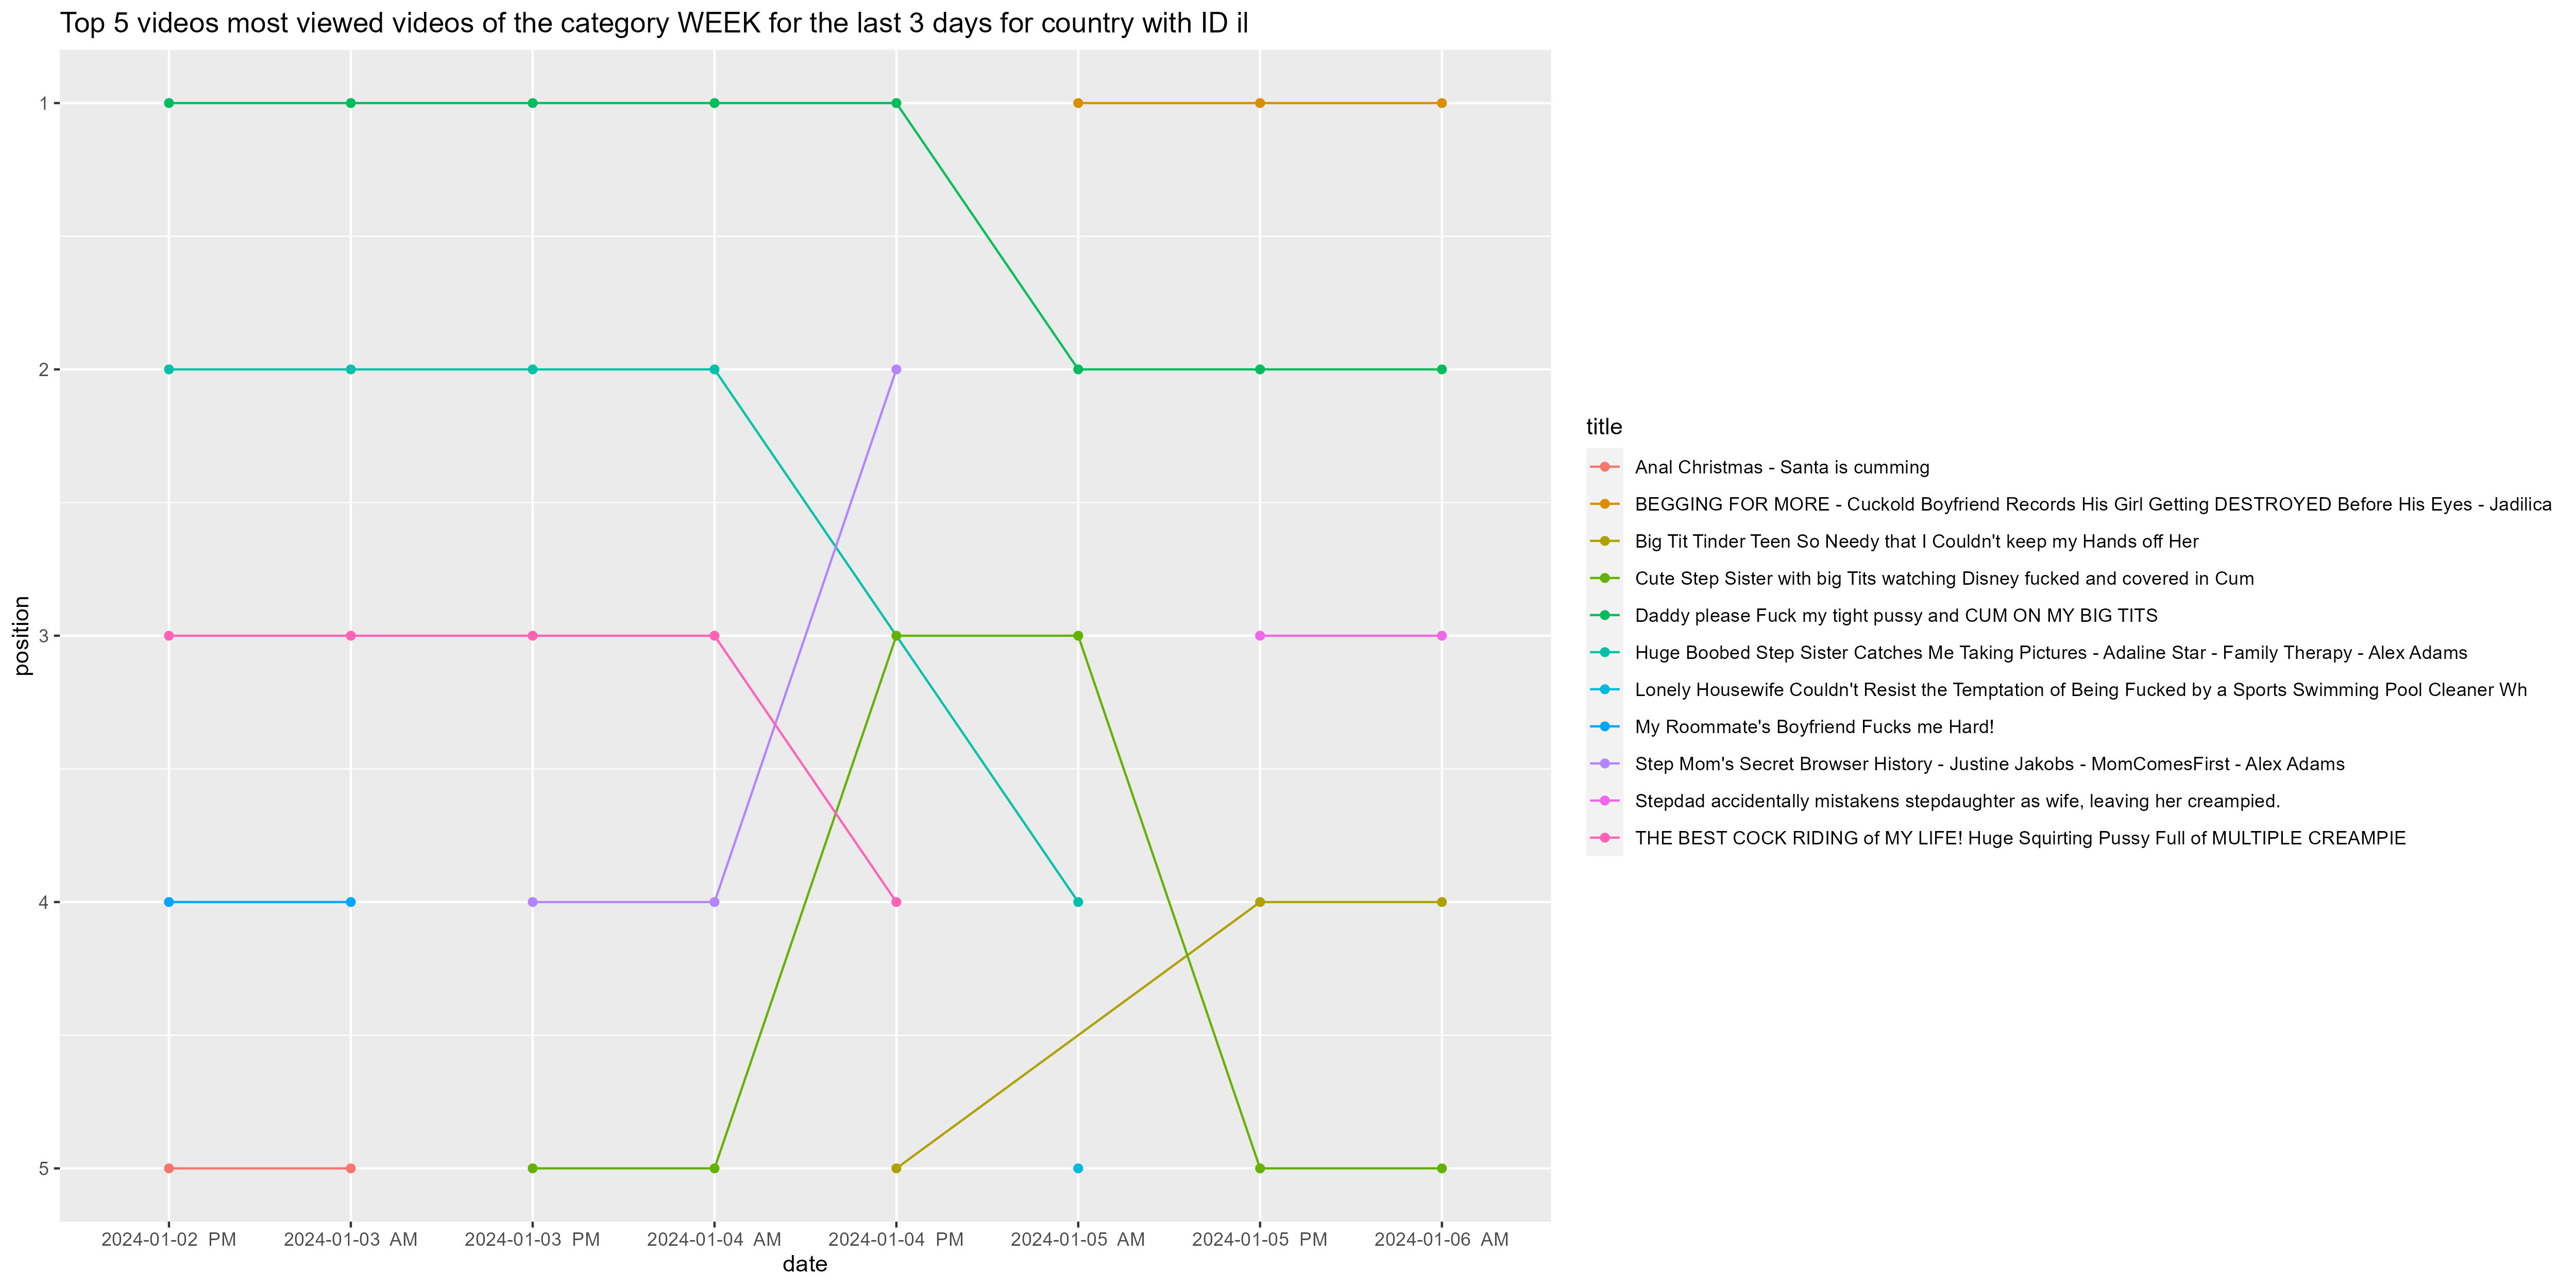 Top 5 videos most viewed videos of the category WEEK for the last 3 days for country with ID il
position
1
2
3
4
5
2024-01-02 PM
2024-01-03 AM
2024-01-03 PM
2024-01-04 AM
2024-01-04 PM
2024-01-05 AM
2024-01-05 PM
2024-01-06 AM
date
title
Anal Christmas - Santa is cumming
BEGGING FOR MORE - Cuckold Boyfriend Records His Girl Getting DESTROYED Before His Eyes - Jadilica
Big Tit Tinder Teen So Needy that I Couldn't keep my Hands off Her
Cute Step Sister with big Tits watching Disney fucked and covered in Cum
Daddy please Fuck my tight pussy and CUM ON MY BIG TITS
Huge Boobed Step Sister Catches Me Taking Pictures - Adaline Star - Family Therapy - Alex Adams
Lonely Housewife Couldn't Resist the Temptation of Being Fucked by a Sports Swimming Pool Cleaner Wh
My Roommate's Boyfriend Fucks me Hard!
Step Mom's Secret Browser History - Justine Jakobs - MomComesFirst - Alex Adams
Stepdad accidentally mistakens stepdaughter as wife, leaving her creampied.
THE BEST COCK RIDING of MY LIFE! Huge Squirting Pussy Full of MULTIPLE CREAMPIE